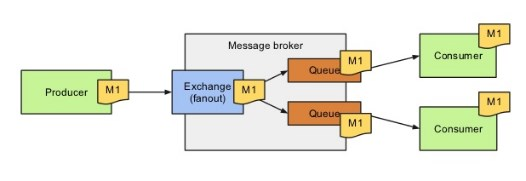 Message broker
Producer
M1
Exchange
(fanout)
M1
Queue
M1
Queue
M1
M1
Consumer
M1
Consumer